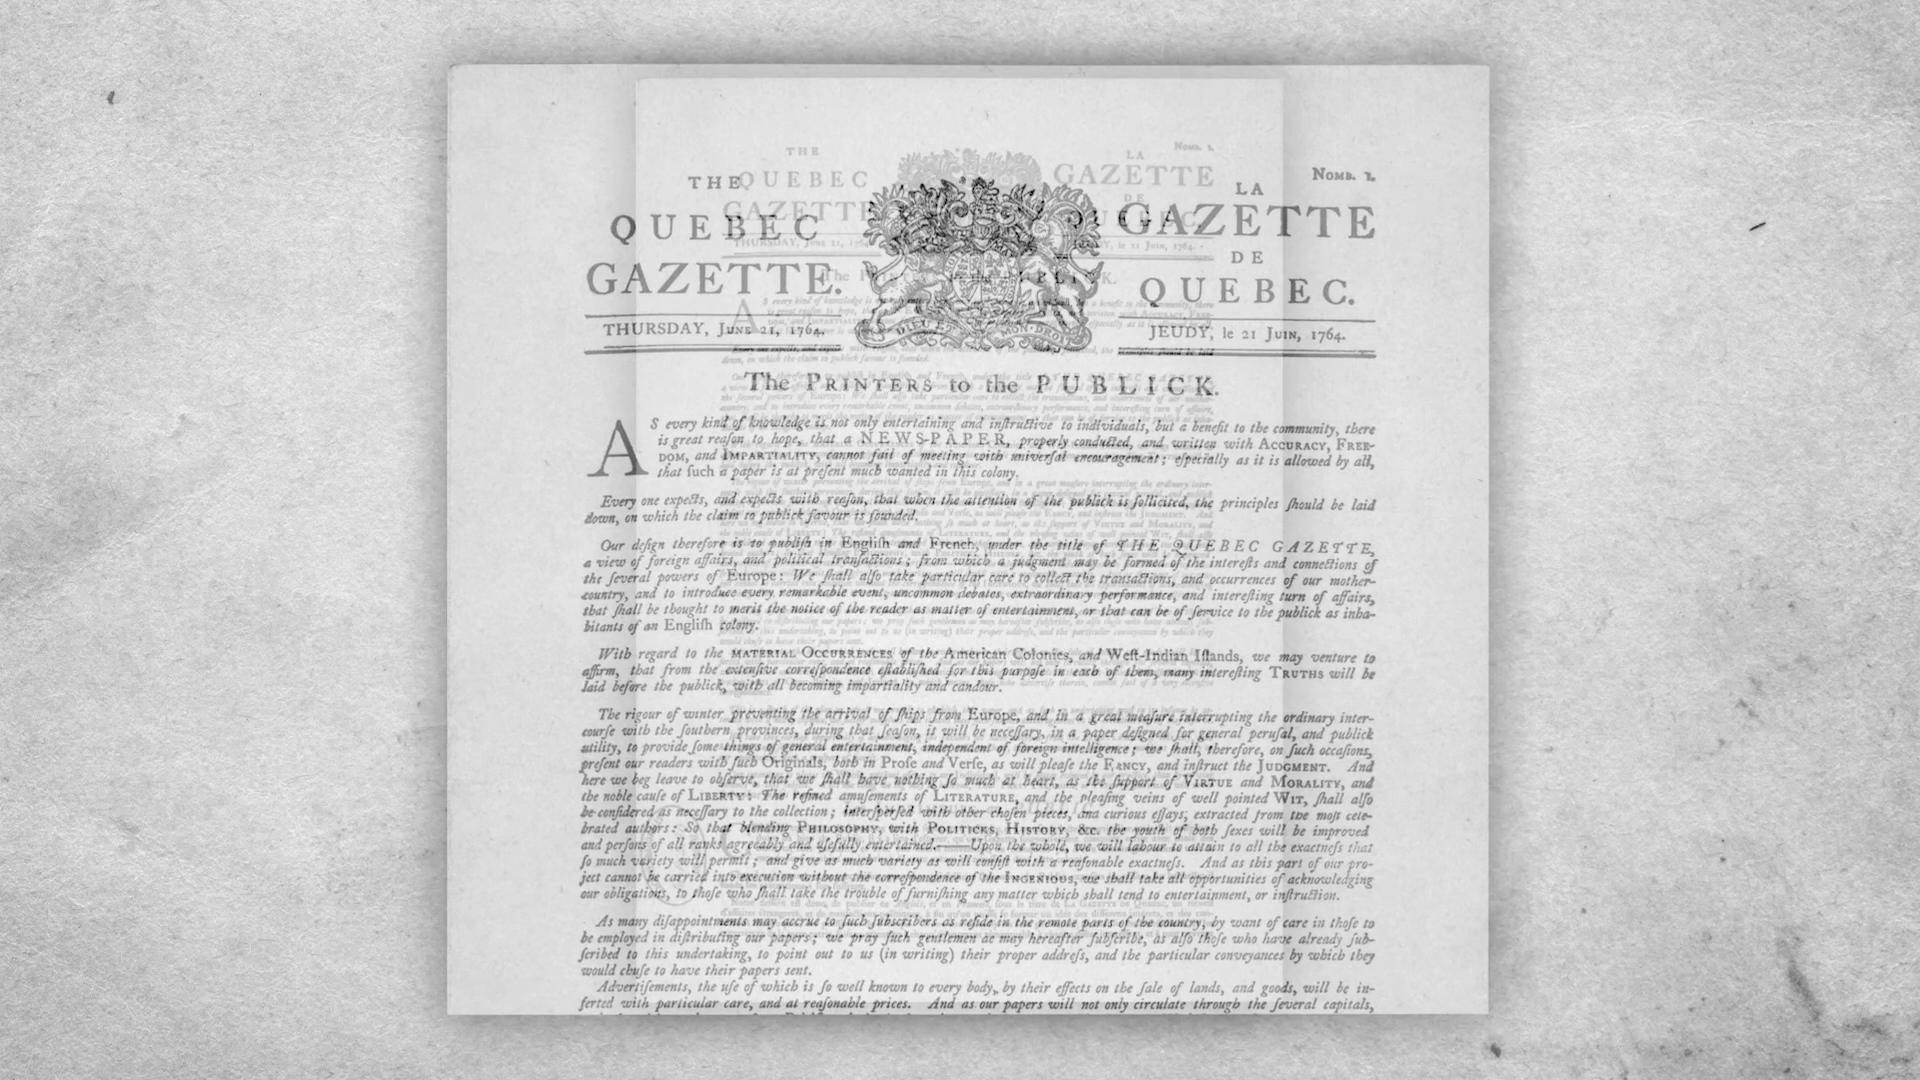 THE
QUEBEC
GAZETTE.
THURSDAY, June 21, 1764.
DIEU ET MON DROIT
Nomb. 1.
LA
GAZETTE
DE
QUEBEC.
JEUDY, le 21 Juin, 1764.
The PRINTERS to the PUBLICK.
AS every kind of knowledge is not only entertaining and inſtructive to individuals, but a benefit to the community, there
is great reaſon to hope, that a NEWS-PAPER, properly conducted, and written with ACCURACY, FREE-
DOM, and IMPARTIALITY, cannot fail of meeting with univerſal encouragement; eſpecially as it is allowed by all,
that ſuch a paper is at preſent much wanted in this colony.
Every one expects, and expects with reaſon, that when the attention of the publick is ſollicited, the principles ſhould be laid
down, on which the claim to publick favour is founded.
Our deſign therefore is to publiſh in Engliſh and French, under the title of THE QUEBEC GAZETTE,
a view of foreign affairs, and political tranſactions; from which a judgment may be formed of the intereſts and connections of
the ſeveral powers of Europe: We ſhall alſo take particular care to collect the tranſactions, and occurrences of our mother-
country, and to introduce every remarkable event, uncommon debates, extraordinary performance, and intereſting turn of affairs,
that ſhall be thought to merit the notice of the reader as matter of entertainment, or that can be of ſervice to the publick as inha-
bitants of an Engliſh colony.
With regard to the MATERIAL OCCURRENCES of the American Colonies, and Weſt-Indian Iſlands, we may venture to
affirm, that from the extenſive correſpondence eſtabliſhed for this purpoſe in each of them, many intereſting TRUTHS will be
laid before the publick, with all becoming impartiality and candour.
The rigour of winter preventing the arrival of ſhips from Europe, and in a great meaſure interrupting the ordinary inter-
courſe with the ſouthern provinces, during that ſeaſon, it will be neceſſary, in a paper deſigned for general peruſal, and publick
utility, to provide ſome things of general entertainment, independent of foreign intelligence; we ſhall, therefore, on ſuch occaſions,
preſent our readers with ſuch Originals, both in Proſe and Verſe, as will pleaſe the FANCY, and inſtruct the JUDGMENT. And
here we beg leave to obſerve, that we ſhall have nothing ſo much at heart, as the ſupport of VIRTUE and MORALITY, and
the noble cauſe of LIBERTY: The refined amuſements of LITERATURE, and the pleaſing veins of well pointed WIT, ſhall alſo
be conſidered as neceſſary to the collection; interſperſed with other choſen pieces, and curious eſſays, extracted from the moſt cele-
brated authors: So that blending PHILOSOPHY, with POLITICKS, HISTORY, &c. the youth of both ſexes will be improved
and perſons of all ranks agreeably and uſefully entertained.——Upon the whole, we will labour to attain to all the exactneſs that
ſo much variety will permit; and give as much variety as will conſiſt with a reaſonable exactneſs. And as this part of our pro-
ject cannot be carried into execution without the correſpondence of the INGENIOUS, we ſhall take all opportunities of acknowledging
our obligations, to thoſe who ſhall take the trouble of furniſhing any matter which ſhall tend to entertainment, or inſtruction.
As many diſappointments may accrue to ſuch ſubſcribers as reſide in the remote parts of the country, by want of care in thoſe to
be employed in diſtributing our papers; we pray ſuch gentlemen ae may hereafter ſubſcribe, as alſo thoſe who have already ſub-
ſcribed to this undertaking, to point out to us (in writing) their proper addreſs, and the particular conveyances by which they
would chuſe to have their papers sent.
Advertiſements, the uſe of which is ſo well known to every body, by their effects on the ſale of lands, and goods, will be in-
ſerted with particular care, and at reaſonable prices. And as our papers will not only circulate through the ſeveral capitals,